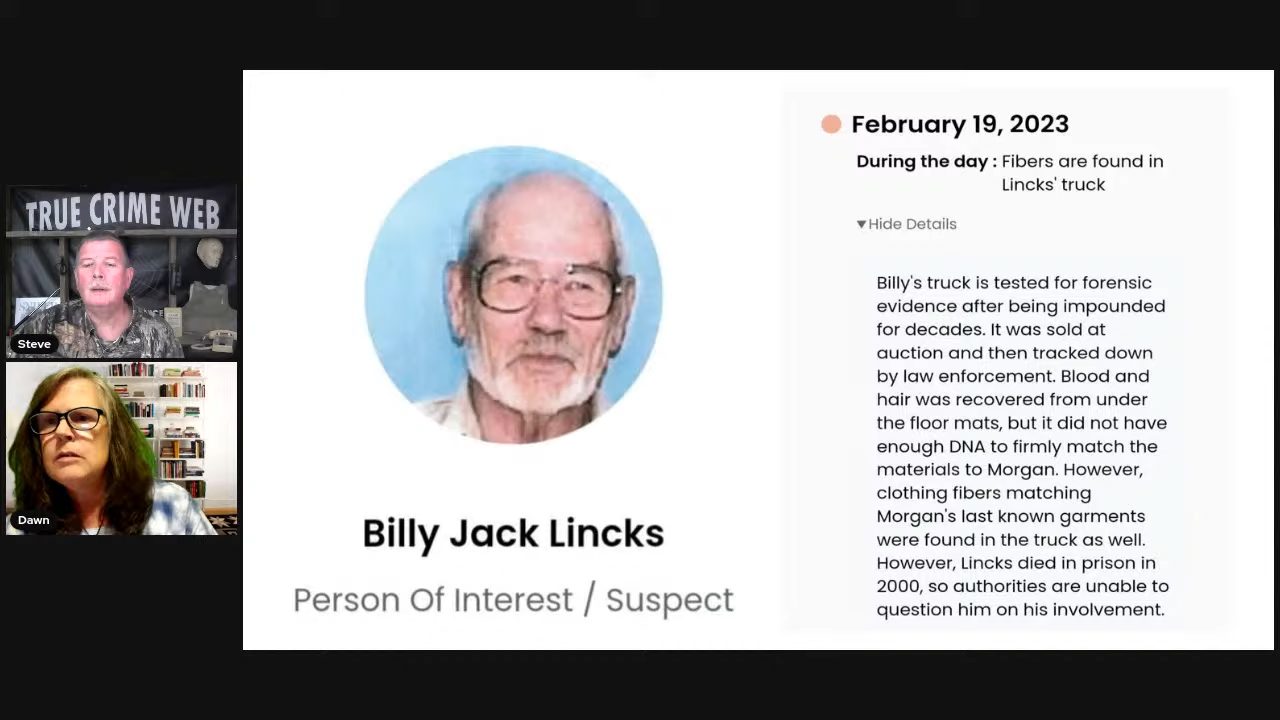 TRUE CRIME WEB
Steve
Dawn
Billy Jack Lincks
Person Of Interest / Suspect
February 19, 2023
During the day : Fibers are found in
Lincks' truck
▼Hide Details
Billy's truck is tested for forensic
evidence after being impounded
for decades. It was sold at
auction and then tracked down
by law enforcement. Blood and
hair was recovered from under
the floor mats, but it did not have
enough DNA to firmly match the
materials to Morgan. However,
clothing fibers matching
Morgan's last known garments
were found in the truck as well.
However, Lincks died in prison in
2000, so authorities are unable to
question him on his involvement.